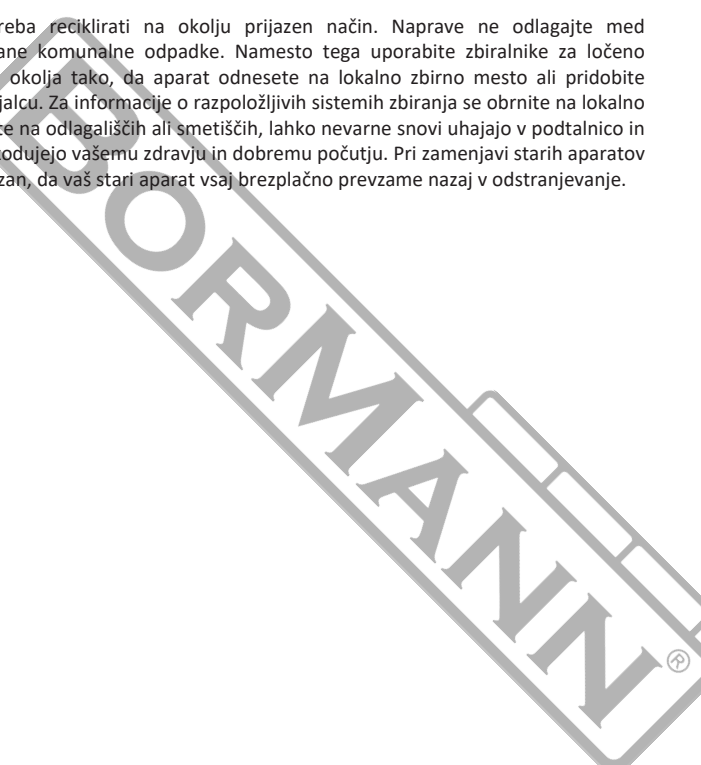 reba reciklirati na okolju prijazen način. Naprave ne odlagajte med
ane komunalne odpadke. Namesto tega uporabite zbiralnike za ločeno
okolja tako, da aparat odnesete na lokalno zbirno mesto ali pridobite
jalcu. Za informacije o razpoložljivih sistemih zbiranja se obrnite na lokalno
e na odlagališčih ali smetiščih, lahko nevarne snovi uhajajo v podtalnico in
odujejo vašemu zdravju in dobremu počutju. Pri zamenjavi starih aparatov
zan, da vaš stari aparat vsaj brezplačno prevzame nazaj v odstranjevanje.
BORMANN®